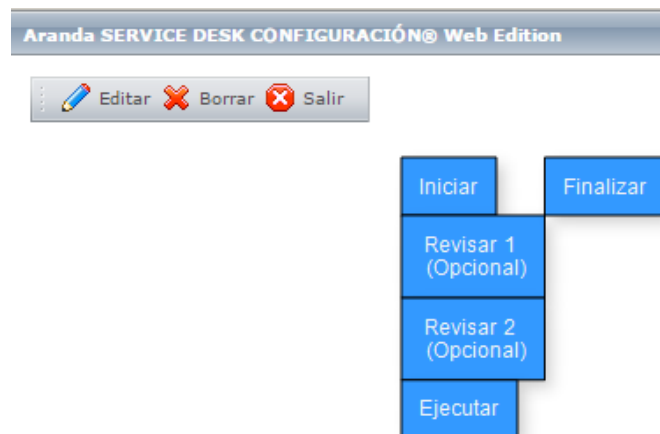 Aranda SERVICE DESK CONFIGURACIÓN® Web Edition
Editar Borrar Salir
Iniciar Finalizar
Revisar 1
(Opcional)
Revisar 2
(Opcional)
Ejecutar